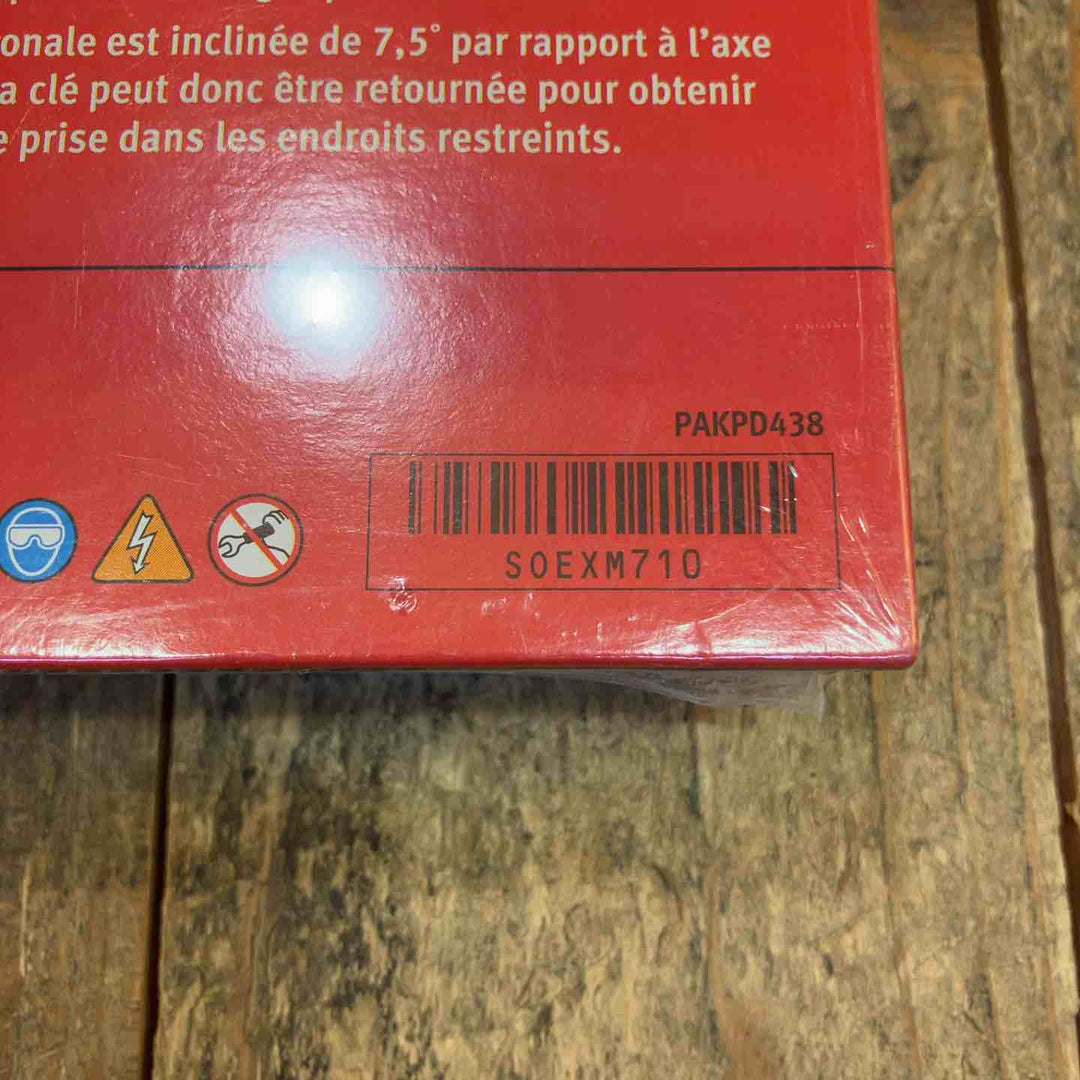 onale est inclinée de 7,5° par rapport à l'axe
a clé peut donc être retournée pour obtenir
e prise dans les endroits restreints.
PAKPD438
SOEXM710